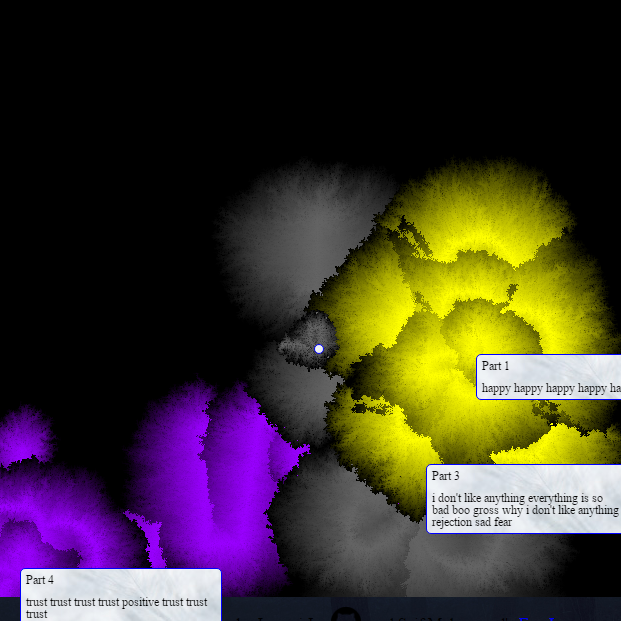 Part 1
happy happy happy happy ha
Part 3
i don't like anything everything is so
bad boo gross why i don't like anything
rejection sad fear
Part 4
trust trust trust trust positive trust trust
trust